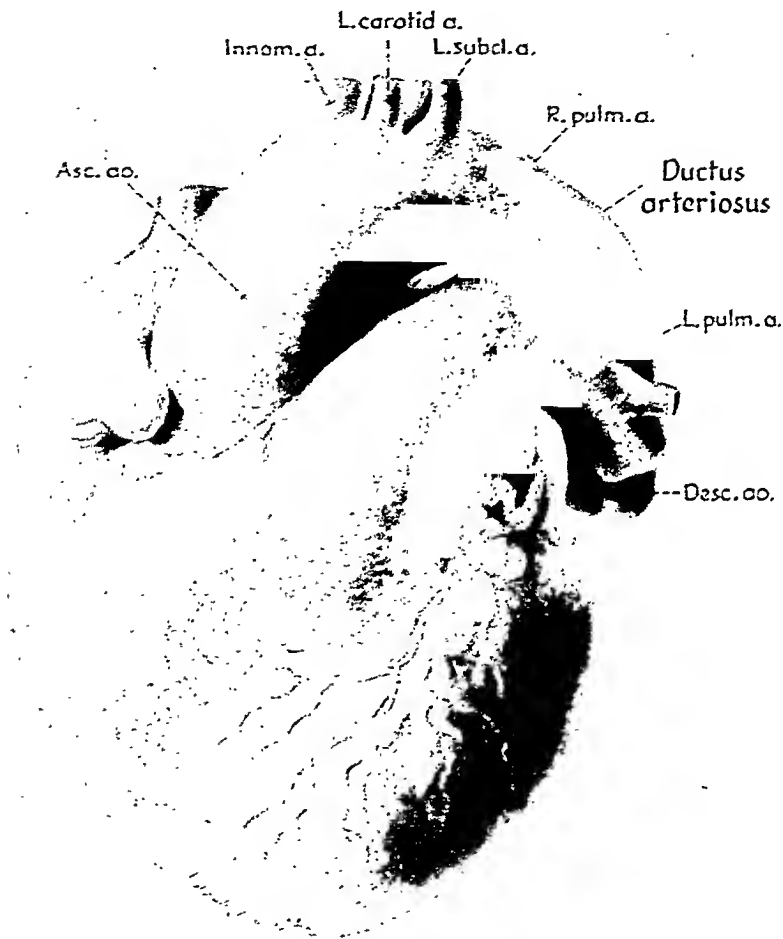 L.carotid a.
Innom.a.
L.subcl.a.
R.pulm.a.
Asc.ao.
Ductus
arteriosus
L.pulm.a.
Desc.ao.